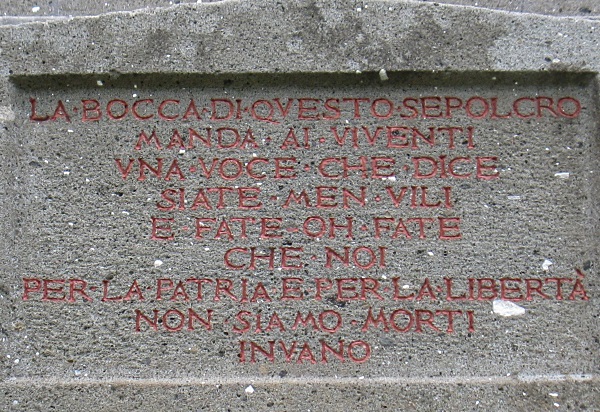 LA·BOCCA·DI·QVESTO·SEPOLCRO·
MANDA·AI·VIVENTI
VNA·VOCE·CHE·DICE
SIATE·MEN·VILI
E·FATE·OH·FATE
CHE·NOI
PER·LA·PATRIA·E·PER·LA·LIBERTÀ
NON·SIAMO·MORTI
INVANO